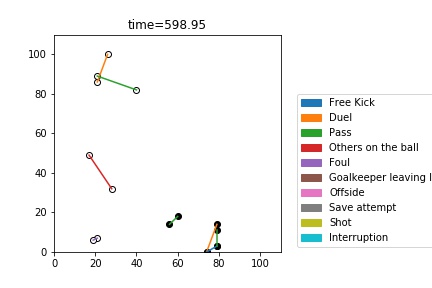 time=598.95
100
80
60
40
20
0
0 20 40 60 80 100
Free Kick
Duel
Pass
Others on the ball
Foul
Goalkeeper leaving l
Offside
Save attempt
Shot
Interruption